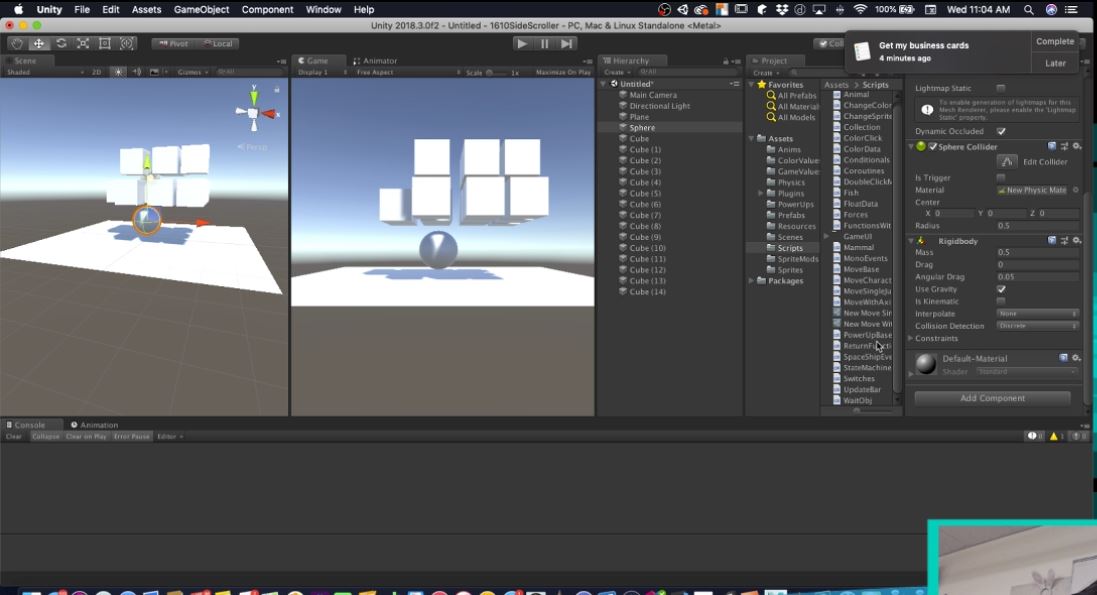 Unity File Edit Assets GameObject Component Window Help 100% Wed 11:04 AM
Unity 2018.3.0f2 - Untitled - 1610SideScroller - PC, Mac & Linux Standalone <Metal>
Pivot Local
Get my business cards
4 minutes ago
Complete
Later
Scene
Shaded 2D Gizmos All
Persp
y
x
Game Animator
Display 1 Free Aspect Scale 1x Maximize On Play
Hierarchy
Create All
Untitled*
Main Camera
Directional Light
Plane
Sphere
Cube
Cube (1)
Cube (2)
Cube (3)
Cube (4)
Cube (5)
Cube (6)
Cube (7)
Cube (8)
Cube (9)
Cube (10)
Cube (11)
Cube (12)
Cube (13)
Cube (14)
Project
Create
Favorites
All Prefabs
All Material
All Models
Assets
Anims
ColorValue
GameValue
Physics
Plugins
PowerUps
Prefabs
Resources
Scenes
Scripts
SpriteMods
Sprites
Packages
Assets Scripts
Animal
ChangeColor
ChangeSprite
Collection
ColorClick
ColorData
Conditionals
Coroutines
DoubleClickM
Fish
FloatData
Forces
FunctionsWit
GameUI
Mammal
MonoEvents
MoveBase
MoveCharact
MoveSingleJu
MoveWithAxi
New Move Sin
New Move Wi
PowerUpBase
ReturnFuncti
SpaceShipEve
StateMachine
Switches
UpdateBar
WaitObj
Lightmap Static
To enable generation of lightmaps for this
Mesh Renderer, please enable the 'Lightmap
Static' property.
Dynamic Occluded
Sphere Collider
Edit Collider
Is Trigger
Material New Physic Mate
Center
X 0 Y 0 Z 0
Radius 0.5
Rigidbody
Mass 0.5
Drag 0
Angular Drag 0.05
Use Gravity
Is Kinematic
Interpolate None
Collision Detection Discrete
Constraints
Default-Material
Shader Standard
Add Component
Console Animation
Clear Collapse Clear on Play Error Pause Editor